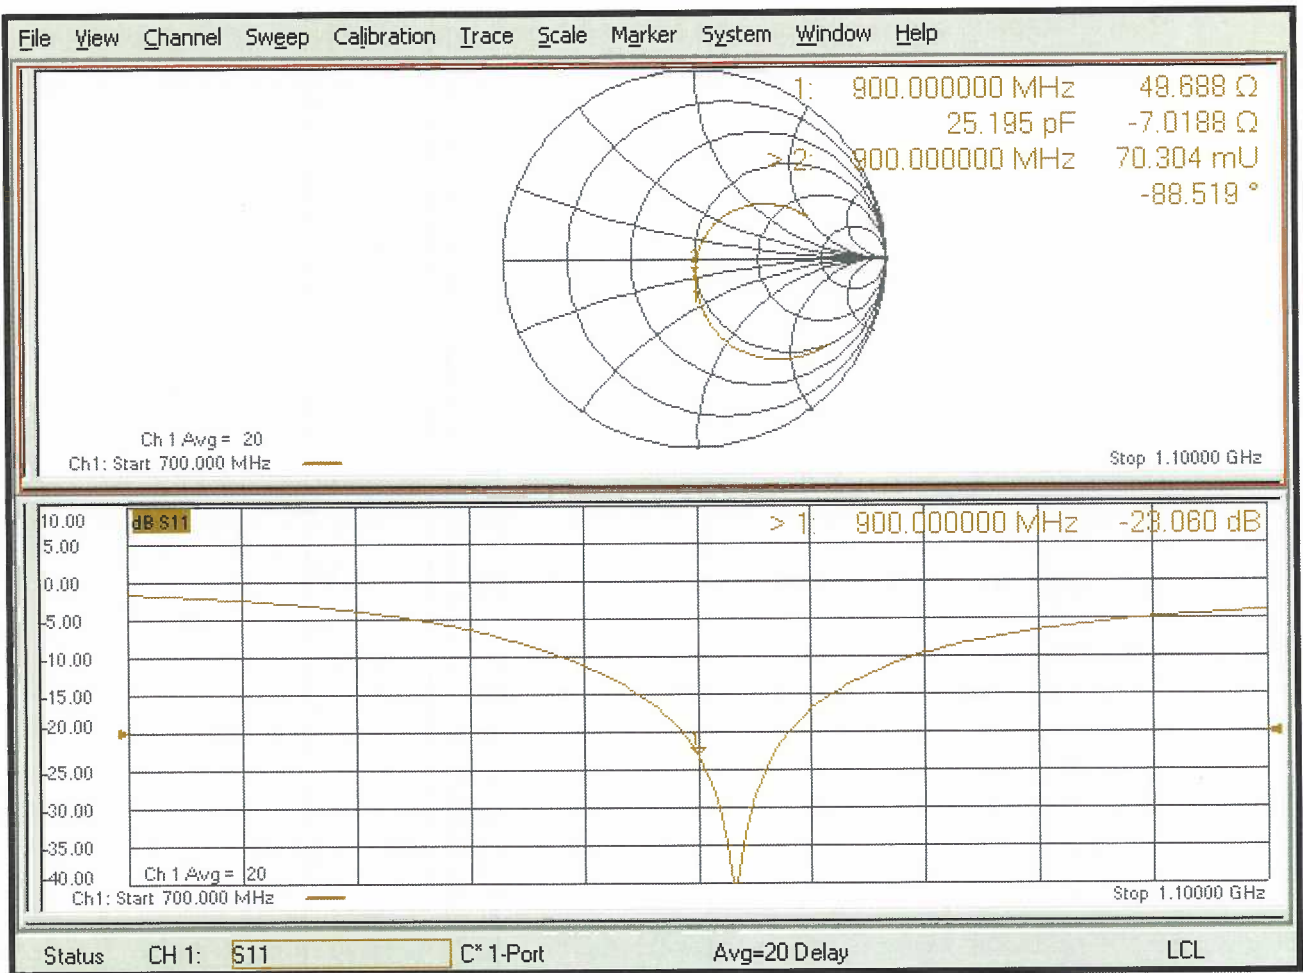 File View Channel Sweep Calibration Trace Scale Marker System Window Help
1: 900.000000 MHz 49.688 Ω
25.195 pF -7.0188 Ω
> 2: 900.000000 MHz 70.304 mU
-88.519 °
Ch 1 Avg = 20
Ch1: Start 700.000 MHz
Stop 1.10000 GHz
10.00
dB S11
> 1: 900.000000 MHz -23.060 dB
5.00
0.00
-5.00
-10.00
-15.00
-20.00
1
-25.00
-30.00
-35.00
-40.00
Ch 1 Avg = 20
Ch1: Start 700.000 MHz
Stop 1.10000 GHz
Status CH 1: S11 C* 1-Port Avg=20 Delay LCL